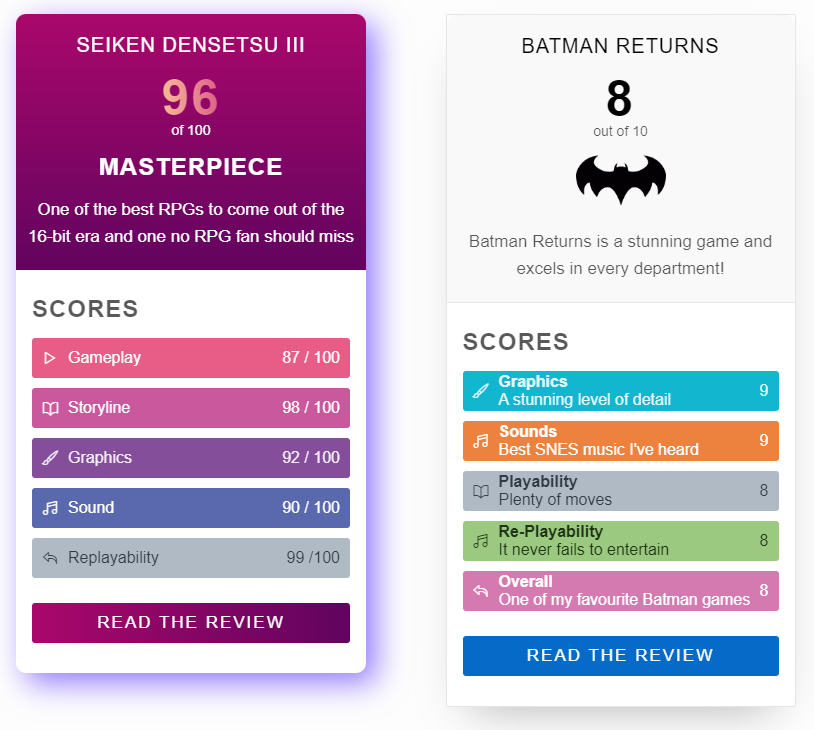 SEIKEN DENSETSU III
96
of 100
MASTERPIECE
One of the best RPGs to come out of the
16-bit era and one no RPG fan should miss
SCORES
Gameplay 87 / 100
Storyline 98 / 100
Graphics 92 / 100
Sound 90 / 100
Replayability 99 /100
READ THE REVIEW
BATMAN RETURNS
8
out of 10
Batman Returns is a stunning game and
excels in every department!
SCORES
Graphics
A stunning level of detail 9
Sounds
Best SNES music I've heard 9
Playability
Plenty of moves 8
Re-Playability
It never fails to entertain 8
Overall
One of my favourite Batman games 8
READ THE REVIEW